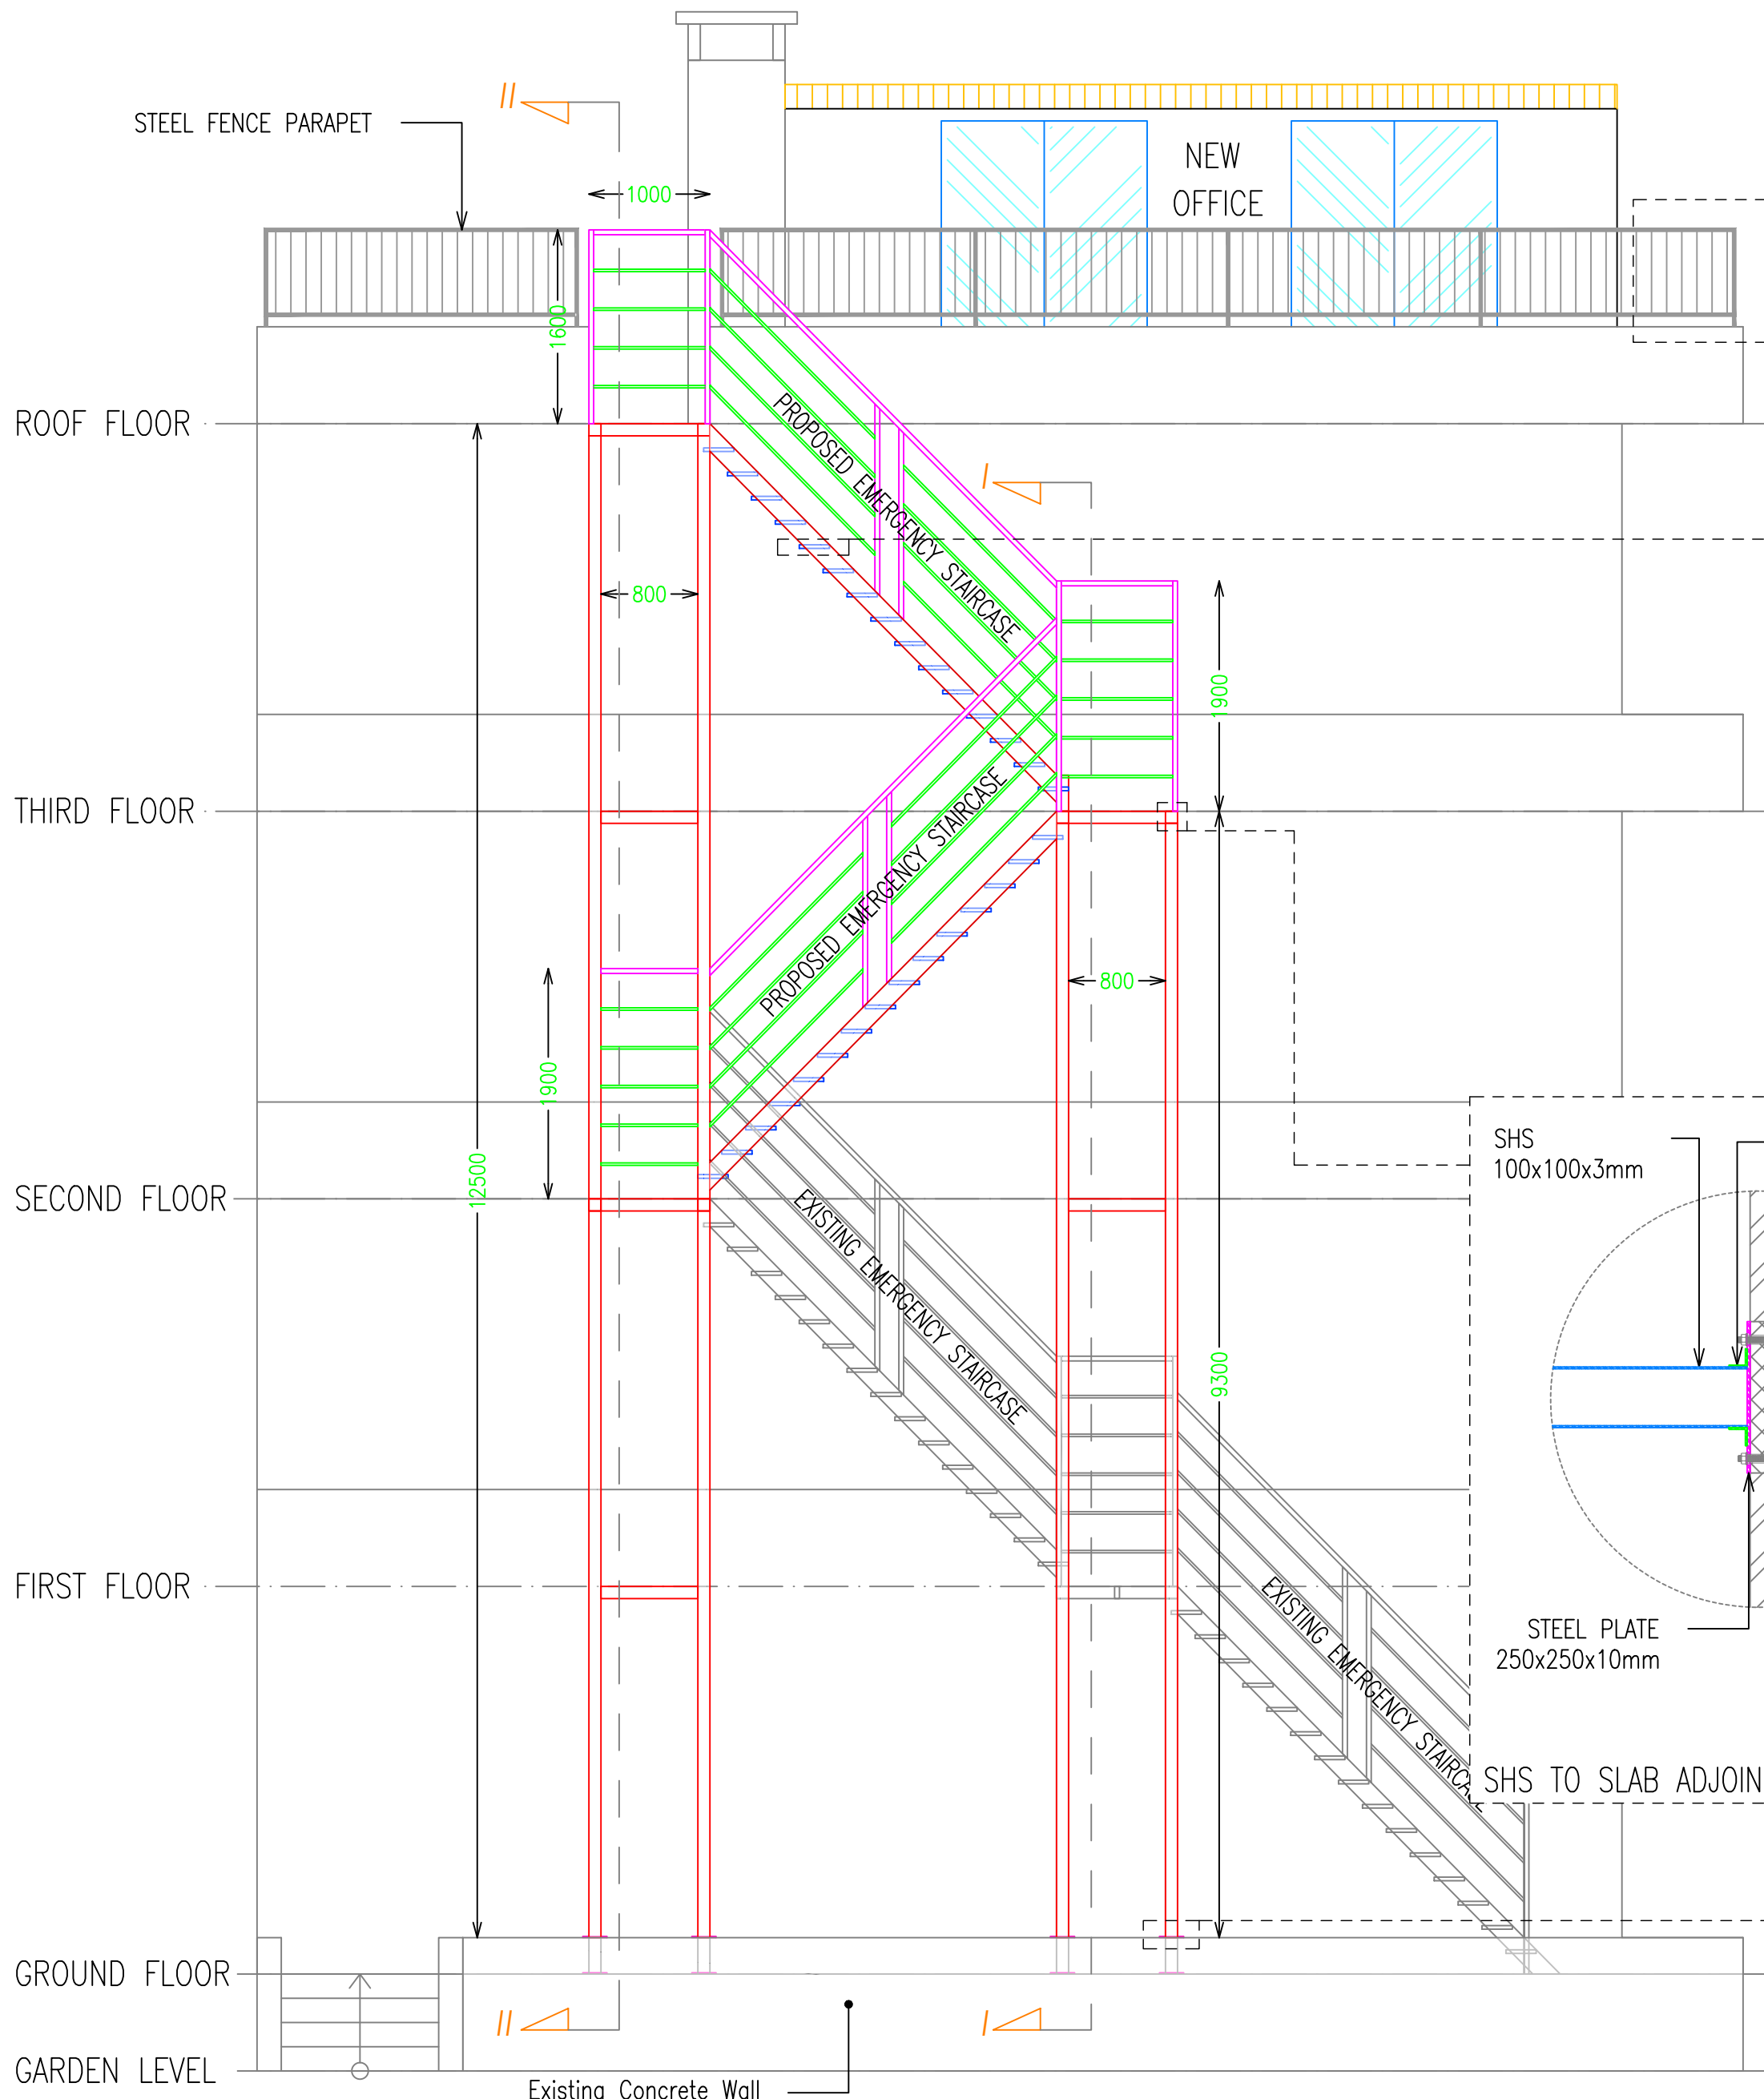 II
STEEL FENCE PARAPET
NEW
OFFICE
1000
1600
ROOF FLOOR
PROPOSED EMERGENCY STAIRCASE
I
800
1900
THIRD FLOOR
PROPOSED EMERGENCY STAIRCASE
800
1900
12500
SHS
100x100x3mm
SECOND FLOOR
EXISTING EMERGENCY STAIRCASE
9300
FIRST FLOOR
EXISTING EMERGENCY STAIRCASE
STEEL PLATE
250x250x10mm
SHS TO SLAB ADJOIN
GROUND FLOOR
II
I
GARDEN LEVEL
Existing Concrete Wall